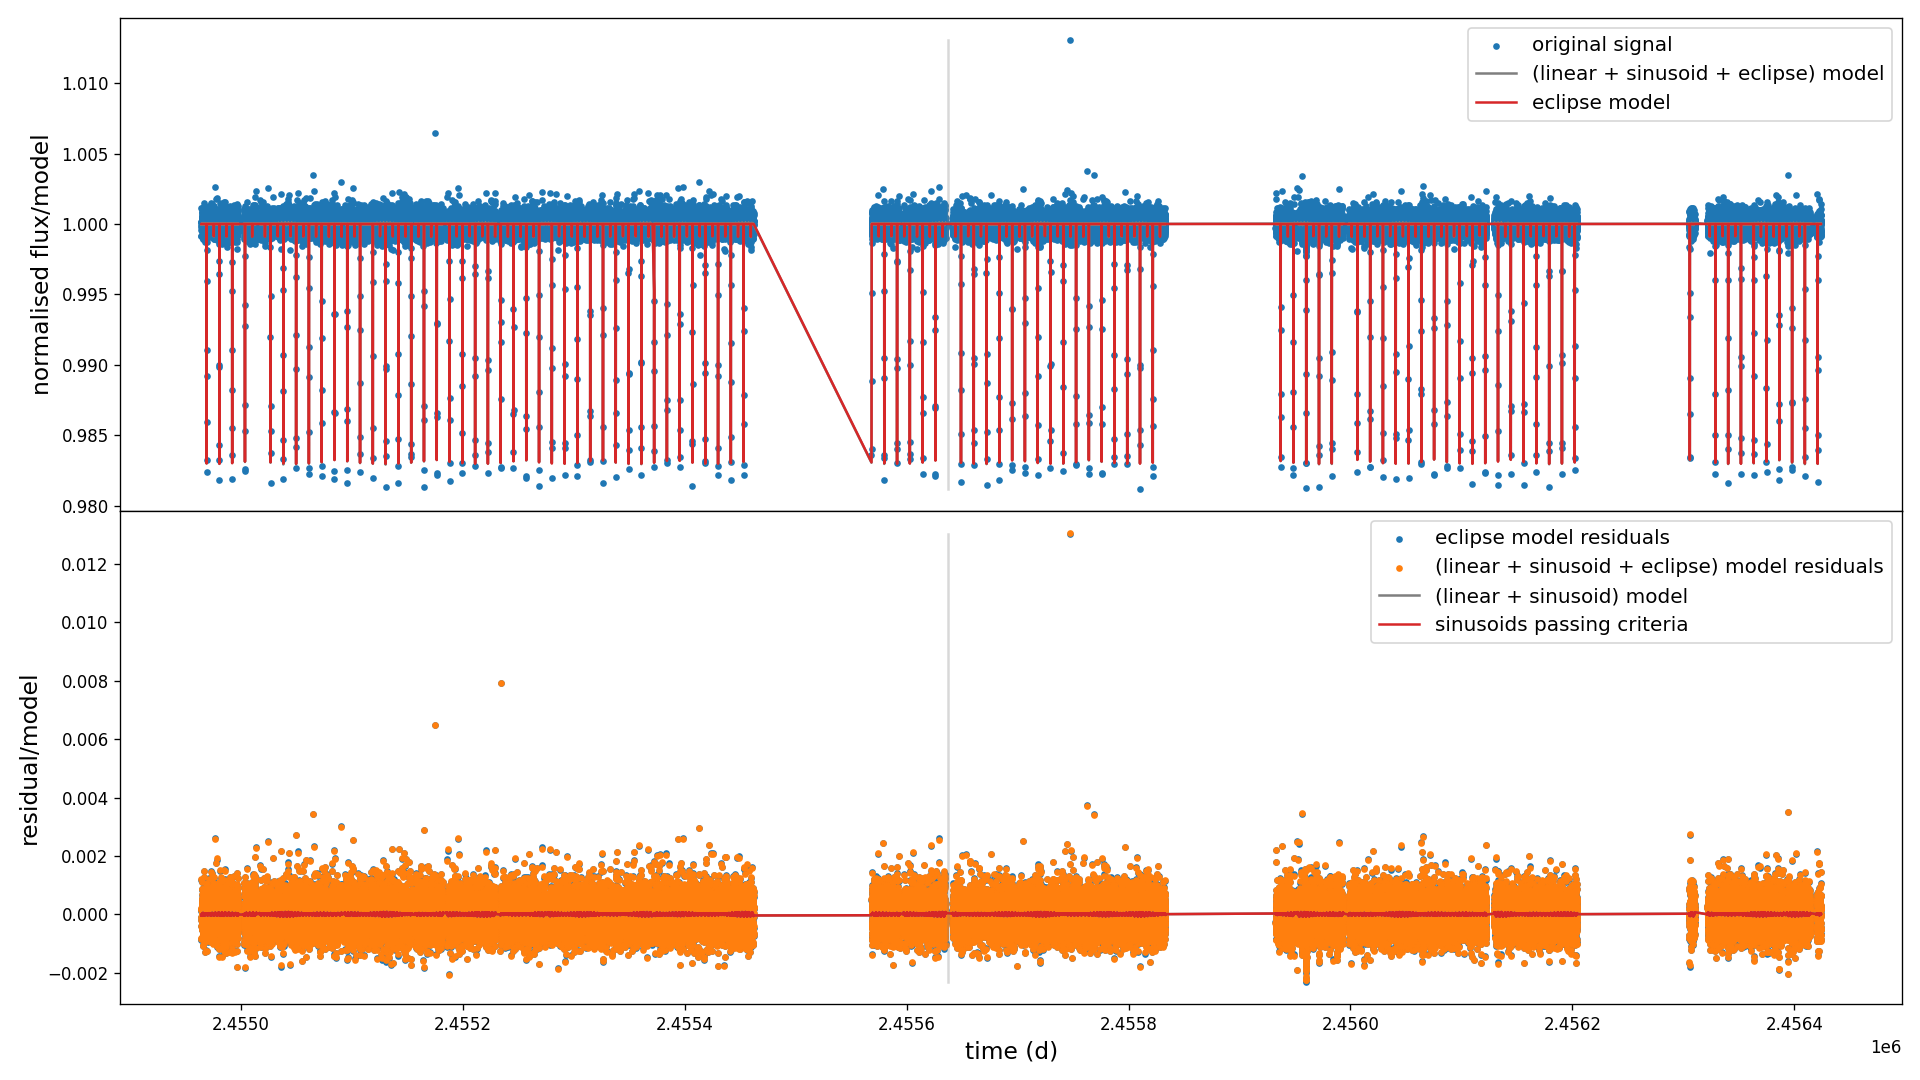 original signal
(linear + sinusoid + eclipse) model
eclipse model
normalised flux/model
1.010
1.005
1.000
0.995
0.990
0.985
0.980
eclipse model residuals
(linear + sinusoid + eclipse) model residuals
(linear + sinusoid) model
sinusoids passing criteria
residual/model
0.012
0.010
0.008
0.006
0.004
0.002
0.000
−0.002
2.4550 2.4552 2.4554 2.4556 2.4558 2.4560 2.4562 2.4564
time (d)
1e6